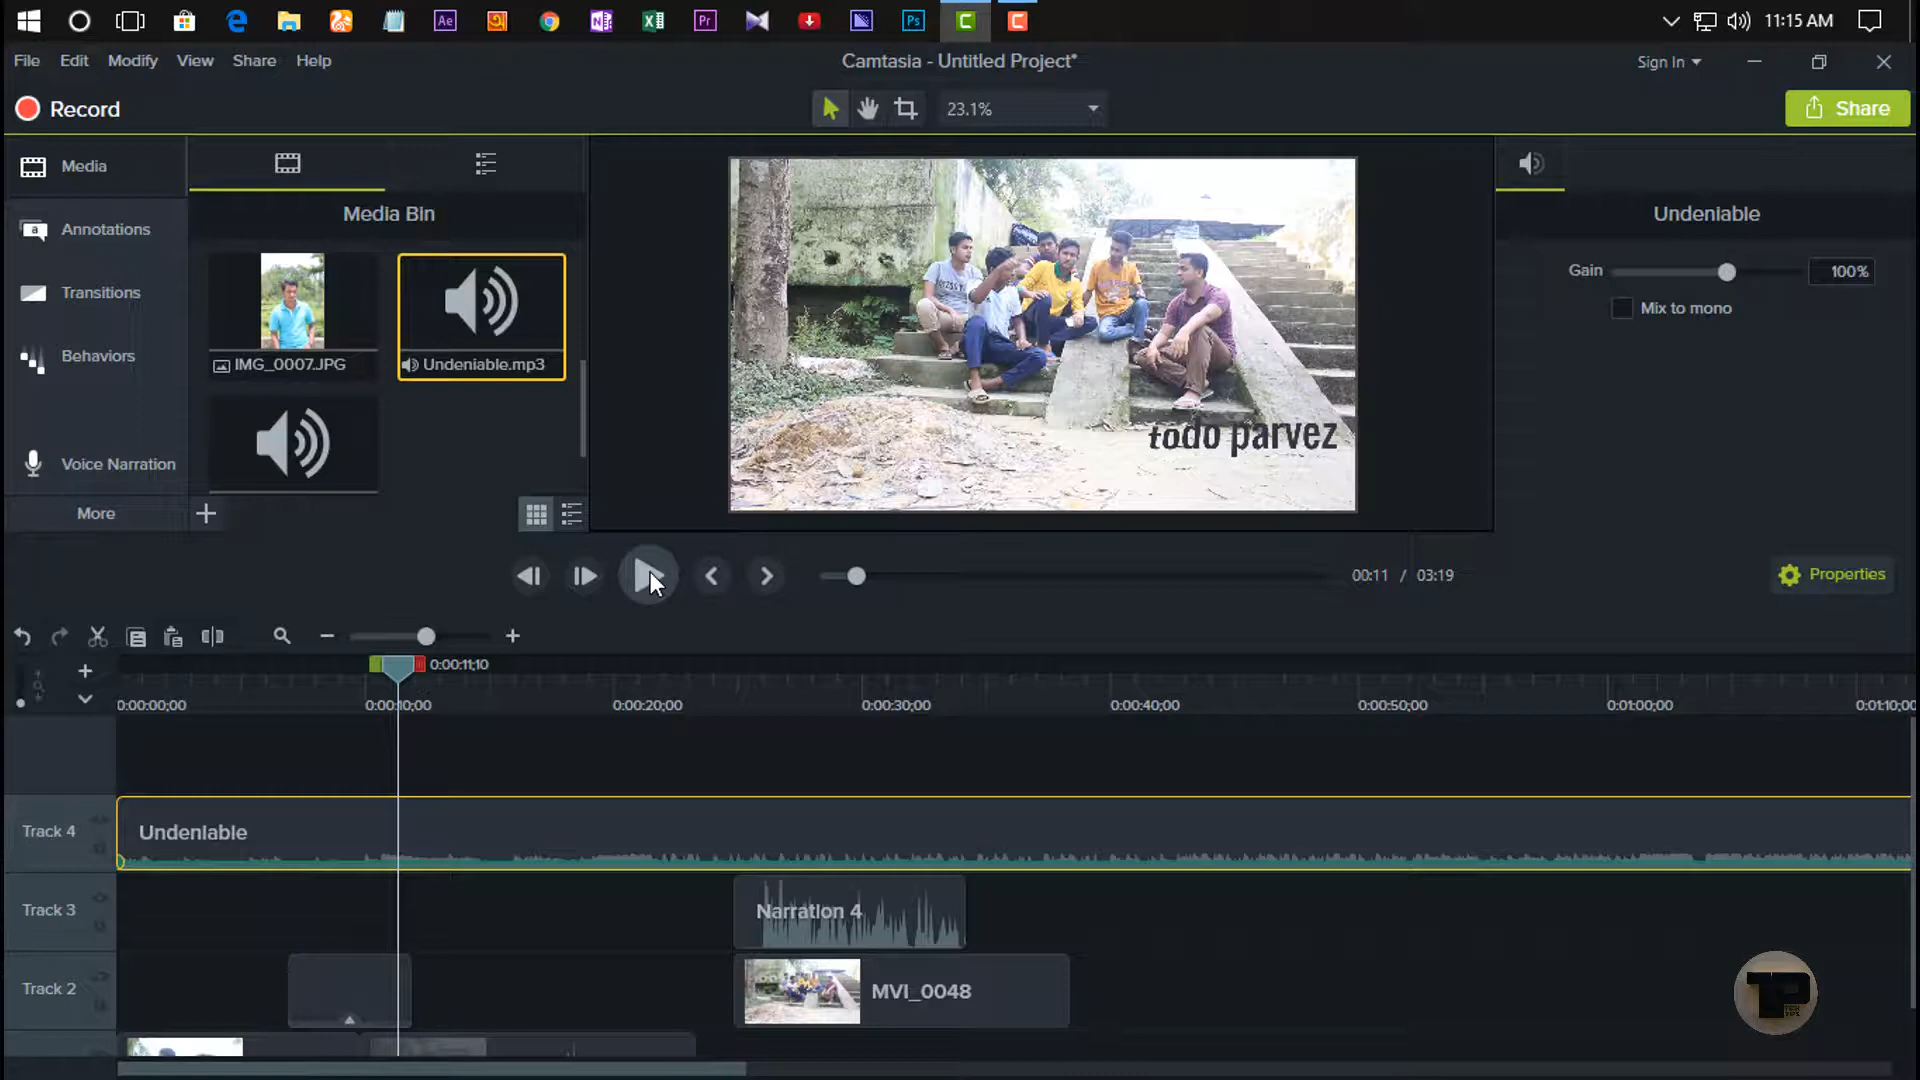 Ae
Pr
Ps
11:15 AM
File Edit Modify View Share Help
Camtasia - Untitled Project*
Sign In
Record
23.1%
Share
Media
Annotations
Transitions
Behaviors
Voice Narration
More
Media Bin
IMG_0007.JPG
Undeniable.mp3
todo parvez
Undeniable
Gain
100%
Mix to mono
00:11 / 03:19
Properties
0:00:11;10
0:00:00;00 0:00:10;00 0:00:20;00 0:00:30;00 0:00:40;00 0:00:50;00 0:01:00;00 0:01:10;00
Track 4
Undeniable
Track 3
Narration 4
Track 2
MVI_0048